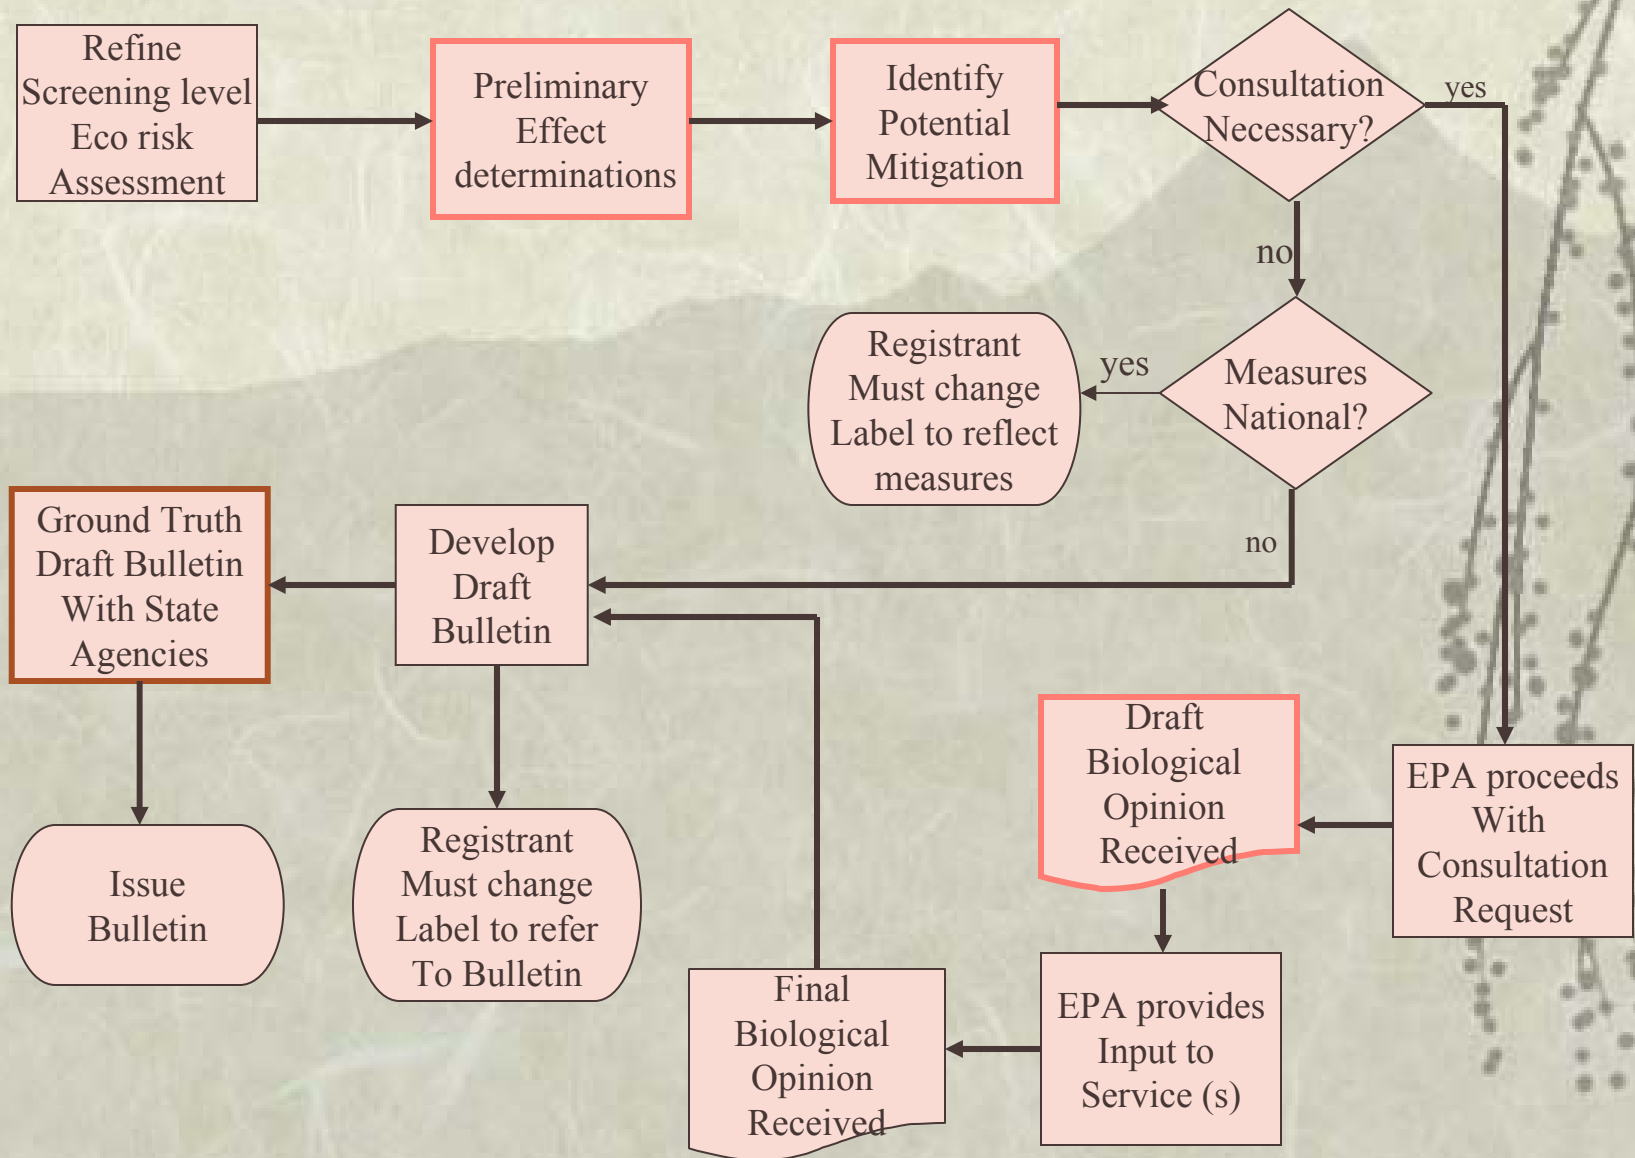 Refine
Screening level
Eco risk
Assessment
Preliminary
Effect
determinations
Identify
Potential
Mitigation
Consultation
Necessary?
yes
no
Measures
National?
yes
Registrant
Must change
Label to reflect
measures
no
Ground Truth
Draft Bulletin
With State
Agencies
Develop
Draft
Bulletin
Draft
Biological
Opinion
Received
EPA proceeds
With
Consultation
Request
Issue
Bulletin
Registrant
Must change
Label to refer
To Bulletin
Final
Biological
Opinion
Received
EPA provides
Input to
Service (s)